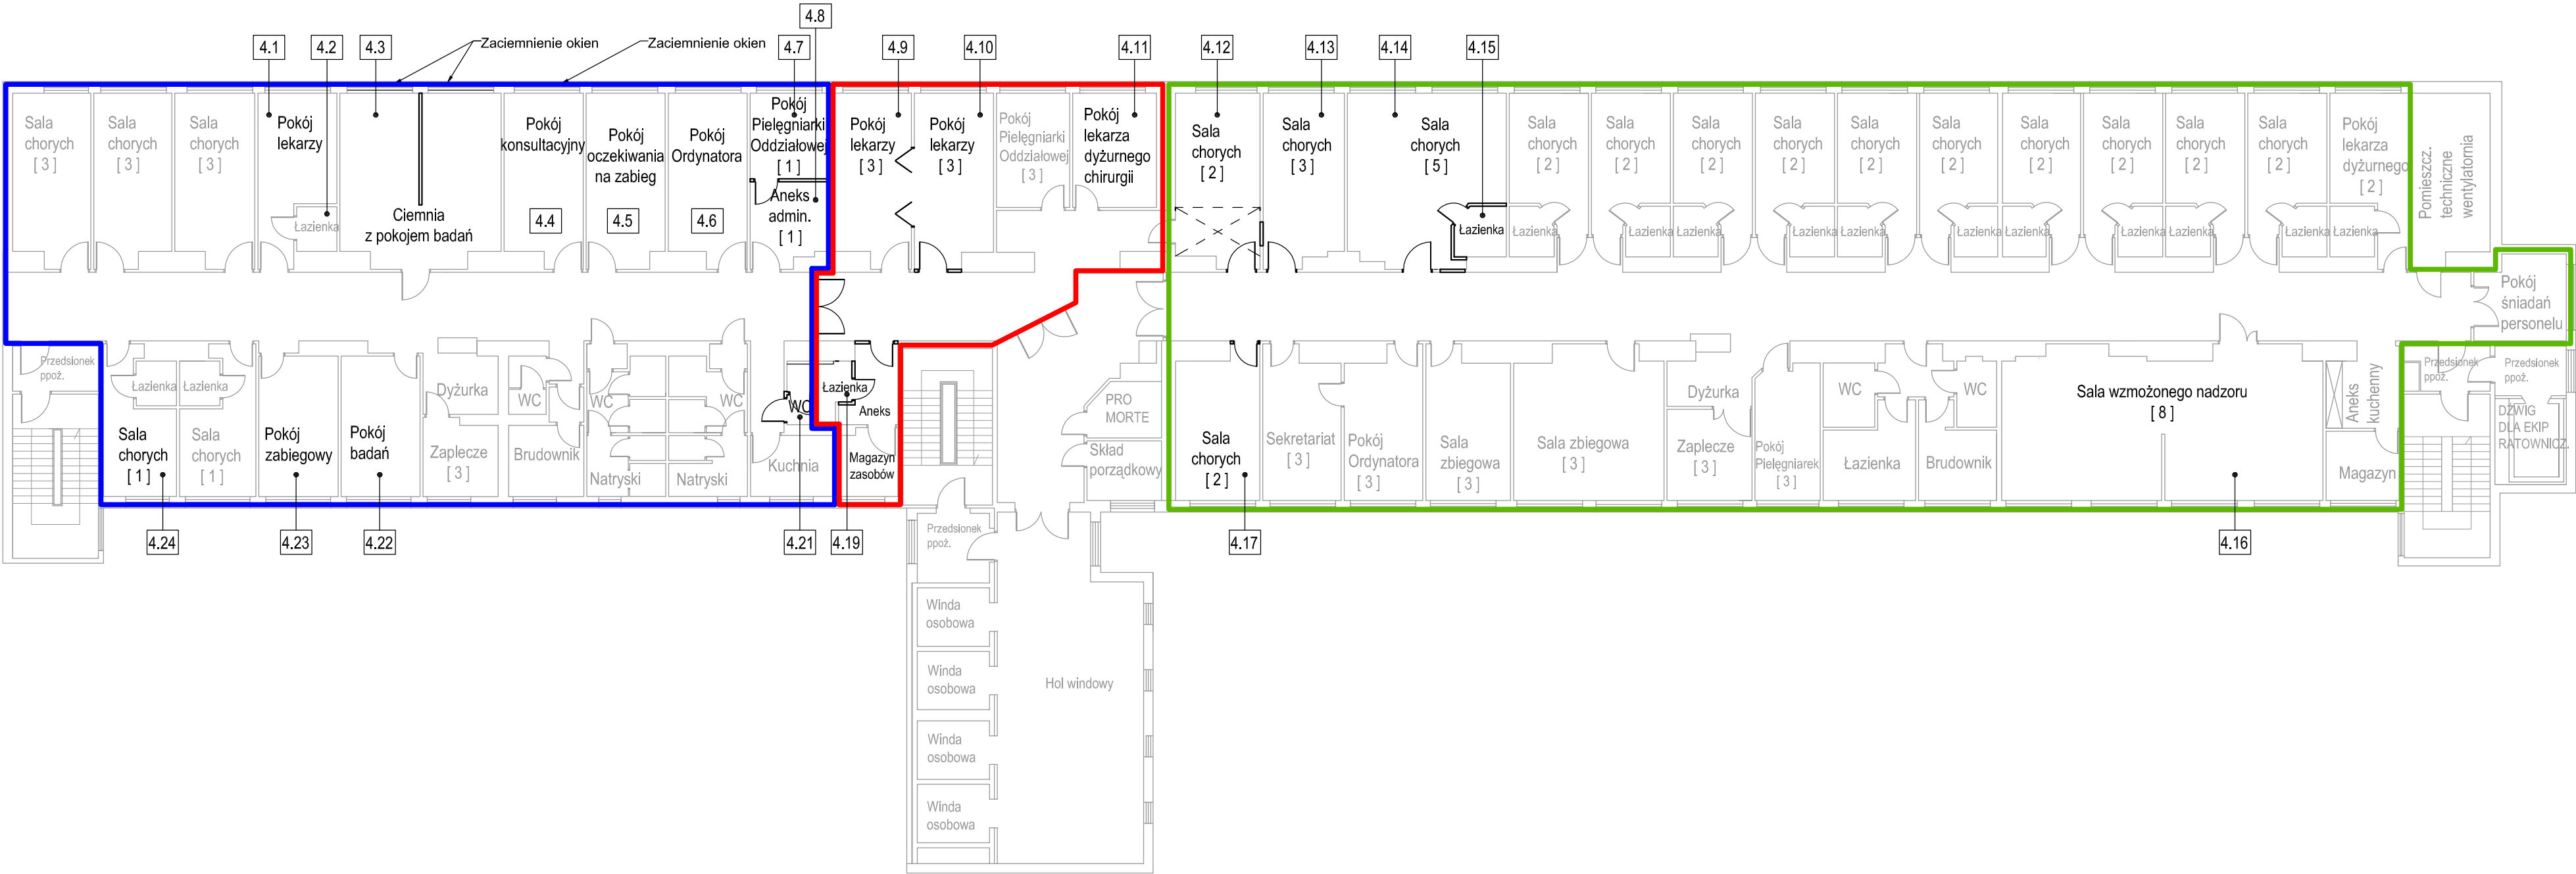 4.8
4.1
4.2
4.3
Zaciemnienie okien
Zaciemnienie okien
4.7
4.9
4.10
4.11
4.12
4.13
4.14
4.15
Sala
chorych
[ 3 ]
Sala
chorych
[ 3 ]
Sala
chorych
[ 3 ]
Pokój
lekarzy
Łazienka
Ciemnia
z pokojem badań
Pokój
konsultacyjny
4.4
Pokój
oczekiwania
na zabieg
4.5
Pokój
Ordynatora
4.6
Pokój
Pielęgniarki
Oddziałowej
[ 1 ]
Aneks
admin.
[ 1 ]
Pokój
lekarzy
[ 3 ]
Pokój
lekarzy
[ 3 ]
Pokój
Pielęgniarki
Oddziałowej
[ 3 ]
Pokój
lekarza
dyżurnego
chirurgii
Sala
chorych
[ 2 ]
Sala
chorych
[ 3 ]
Sala
chorych
[ 5 ]
Łazienka
Sala
chorych
[ 2 ]
Łazienka
Sala
chorych
[ 2 ]
Łazienka
Sala
chorych
[ 2 ]
Łazienka
Sala
chorych
[ 2 ]
Łazienka
Sala
chorych
[ 2 ]
Łazienka
Sala
chorych
[ 2 ]
Łazienka
Sala
chorych
[ 2 ]
Łazienka
Sala
chorych
[ 2 ]
Łazienka
Sala
chorych
[ 2 ]
Łazienka
Sala
chorych
[ 2 ]
Łazienka
Pokój
lekarza
dyżurnego
[ 2 ]
Łazienka
Pomieszcz.
techniczne
wentylatornia
Pokój
śniadań
personelu
Przedsionek
ppoż.
Łazienka
Łazienka
Sala
chorych
[ 1 ]
Sala
chorych
[ 1 ]
Pokój
zabiegowy
Pokój
badań
Dyżurka
Zaplecze
[ 3 ]
WC
Brudownik
WC
Natryski
WC
Natryski
WC
Kuchnia
Łazienka
Aneks
Magazyn
zasobów
PRO
MORTE
Skład
porządkowy
Sala
chorych
[ 2 ]
Sekretariat
[ 3 ]
Pokój
Ordynatora
[ 3 ]
Sala
zbiegowa
[ 3 ]
Sala zbiegowa
[ 3 ]
Dyżurka
Zaplecze
[ 3 ]
Pokój
Pielęgniarek
[ 3 ]
WC
Łazienka
WC
Brudownik
Sala wzmożonego nadzoru
[ 8 ]
Aneks
kuchenny
Magazyn
Przedsionek
ppoż.
Przedsionek
ppoż.
DŹWIG
DLA EKIP
RATOWNICZ.
4.24
4.23
4.22
4.21
4.19
4.17
4.16
Przedsionek
ppoż.
Winda
osobowa
Winda
osobowa
Winda
osobowa
Winda
osobowa
Hol windowy